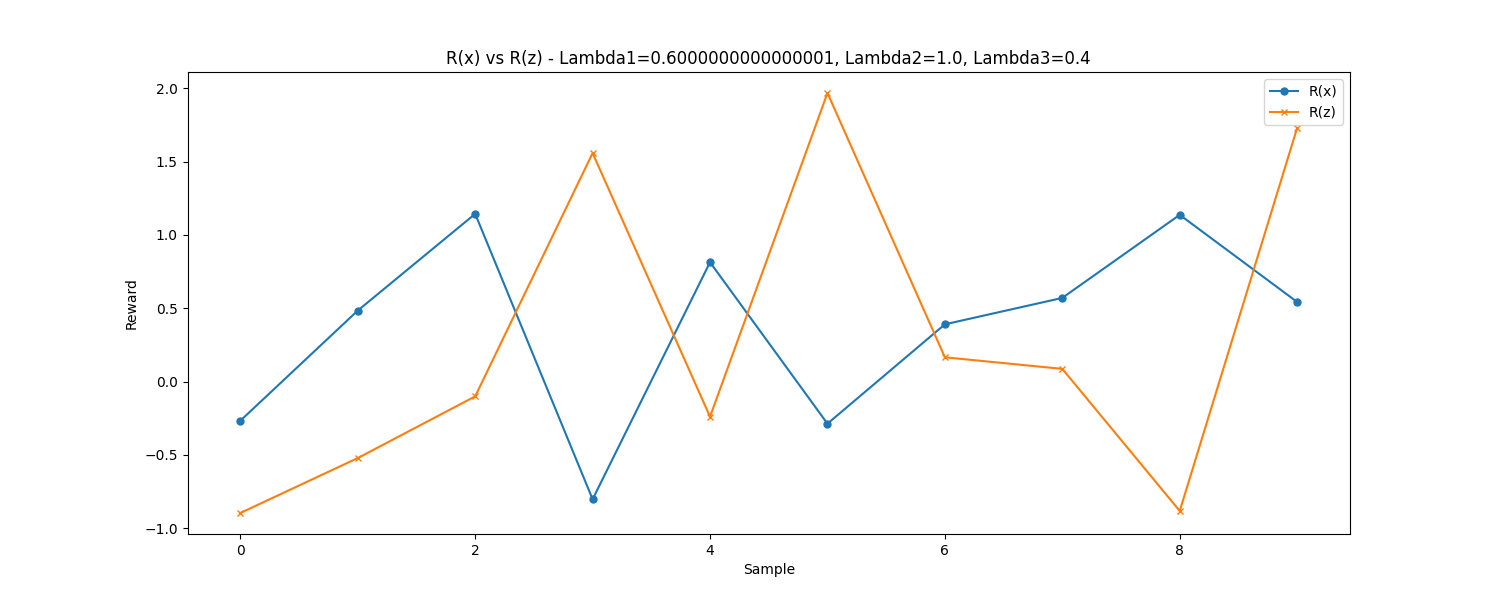 R(x) vs R(z) - Lambda1=0.6000000000000001, Lambda2=1.0, Lambda3=0.4
R(x)
R(z)
2.0
1.5
1.0
0.5
0.0
−0.5
−1.0
Reward
0 2 4 6 8
Sample